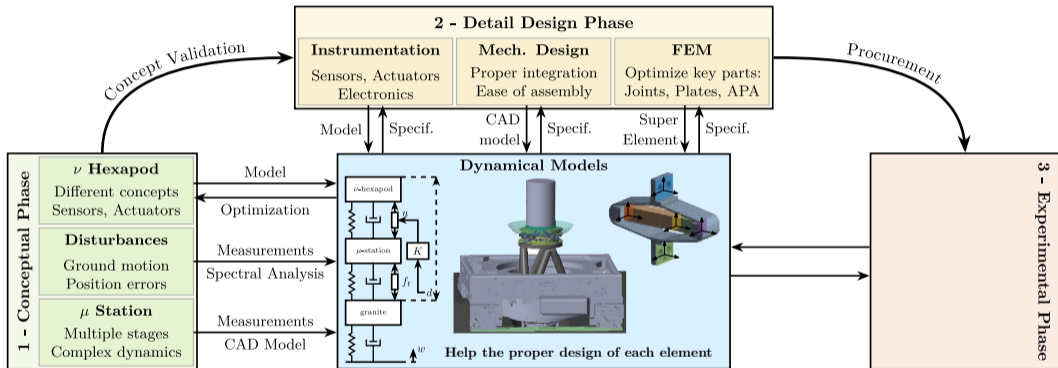 2 - Detail Design Phase
Instrumentation
Sensors, Actuators
Electronics
Mech. Design
Proper integration
Ease of assembly
FEM
Optimize key parts:
Joints, Plates, APA
Concept Validation
Procurement
Model
Specif.
CAD
model
Specif.
Super
Element
Specif.
1 - Conceptual Phase
ν Hexapod
Different concepts
Sensors, Actuators
Disturbances
Ground motion
Position errors
μ Station
Multiple stages
Complex dynamics
Model
Optimization
Measurements
Spectral Analysis
Measurements
CAD Model
Dynamical Models
ν-hexapod
y
μ-station
K
f_t
d
granite
w
Help the proper design of each element
3 - Experimental Phase